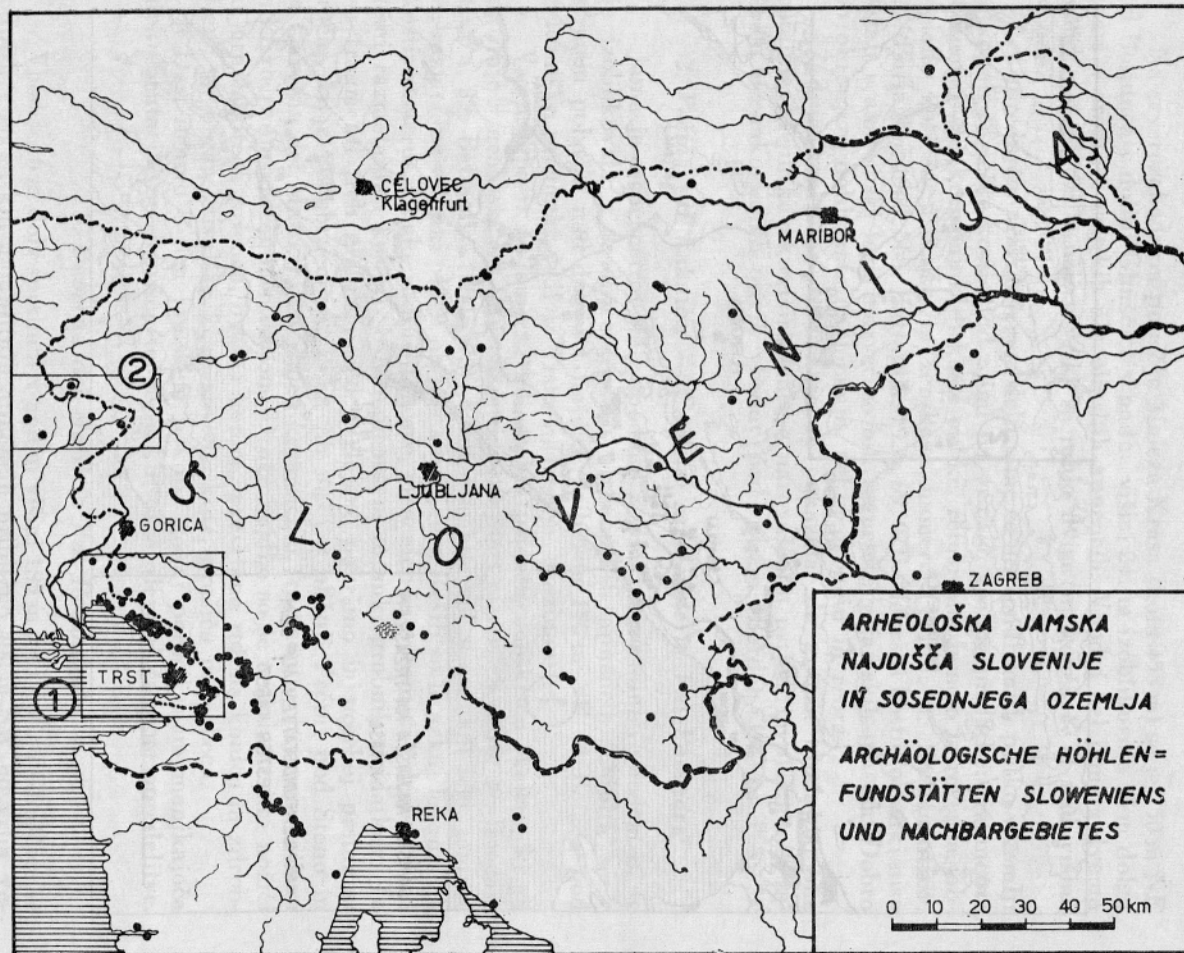 CELOVEC
Klagenfurt
MARIBOR
SLOVENIJA
②
LJUBLJANA
GORICA
ZAGREB
TRST
①
REKA
ARHEOLOŠKA JAMSKA
NAJDIŠČA SLOVENIJE
IN SOSEDNJEGA OZEMLJA
ARCHÄOLOGISCHE HÖHLEN=
FUNDSTÄTTEN SLOWENIENS
UND NACHBARGEBIETES
0 10 20 30 40 50 km